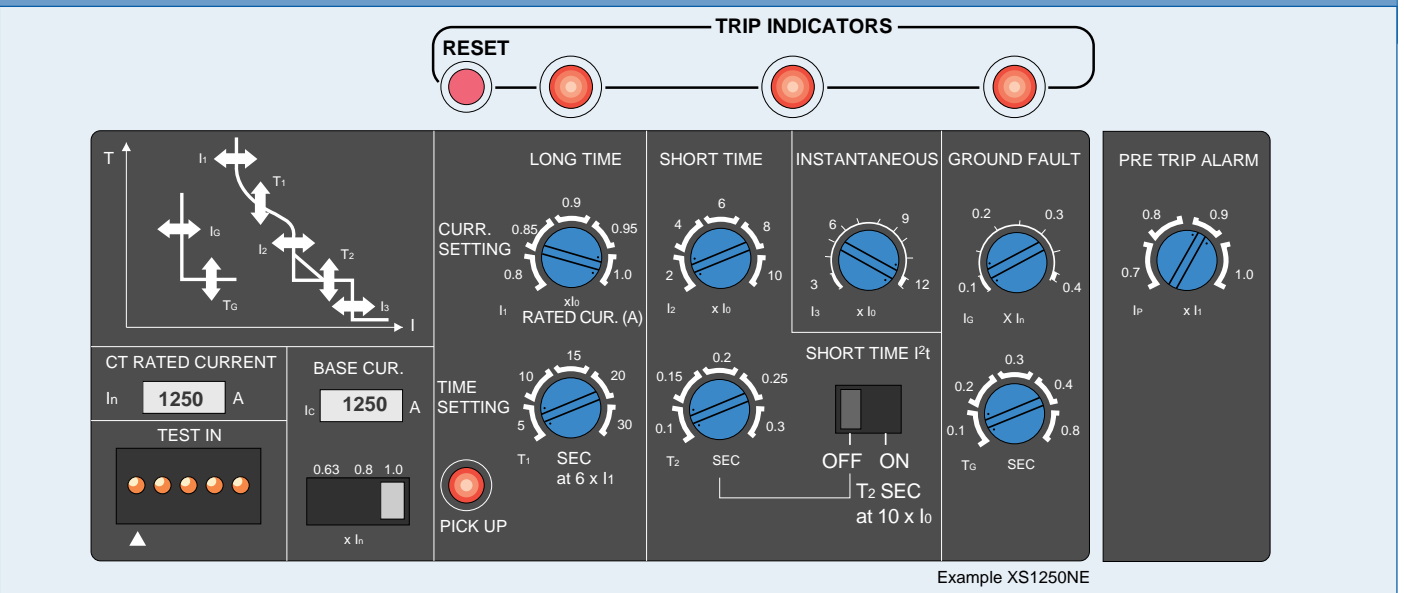 TRIP INDICATORS
RESET
T
I1
T1
IG
I2
T2
TG
I3
I
CT RATED CURRENT
In 1250 A
TEST IN
BASE CUR.
Ic 1250 A
0.63 0.8 1.0
x In
LONG TIME
CURR.
SETTING
0.8 0.85 0.9 0.95 1.0
I1
xI0
RATED CUR. (A)
TIME
SETTING
5 10 15 20 30
T1
SEC
at 6 x I1
PICK UP
SHORT TIME
2 4 6 8 10
I2
x I0
0.1 0.15 0.2 0.25 0.3
T2
SEC
INSTANTANEOUS
3 6 9 12
I3
x I0
SHORT TIME I²t
OFF ON
T2 SEC
at 10 x I0
GROUND FAULT
0.1 0.2 0.3 0.4
IG
X In
0.1 0.2 0.3 0.4 0.8
TG
SEC
PRE TRIP ALARM
0.7 0.8 0.9 1.0
IP
x I1
Example XS1250NE